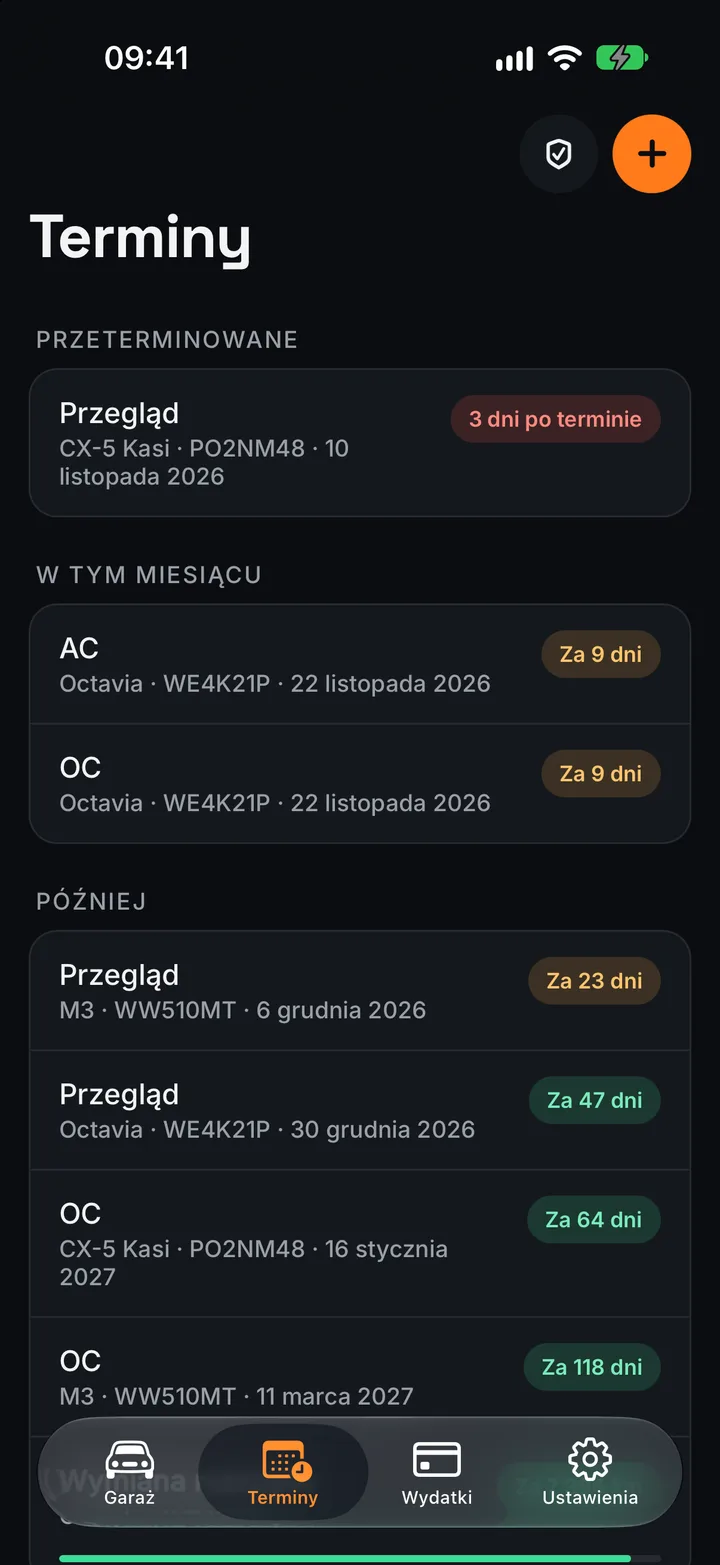 09:41
Terminy
PRZETERMINOWANE
Przegląd
3 dni po terminie
CX-5 Kasi · PO2NM48 · 10
listopada 2026
W TYM MIESIĄCU
AC
Za 9 dni
Octavia · WE4K21P · 22 listopada 2026
OC
Za 9 dni
Octavia · WE4K21P · 22 listopada 2026
PÓŹNIEJ
Przegląd
Za 23 dni
M3 · WW510MT · 6 grudnia 2026
Przegląd
Za 47 dni
Octavia · WE4K21P · 30 grudnia 2026
OC
Za 64 dni
CX-5 Kasi · PO2NM48 · 16 stycznia
2027
OC
Za 118 dni
M3 · WW510MT · 11 marca 2027
Wymiana
Garaż
Terminy
Wydatki
Ustawienia